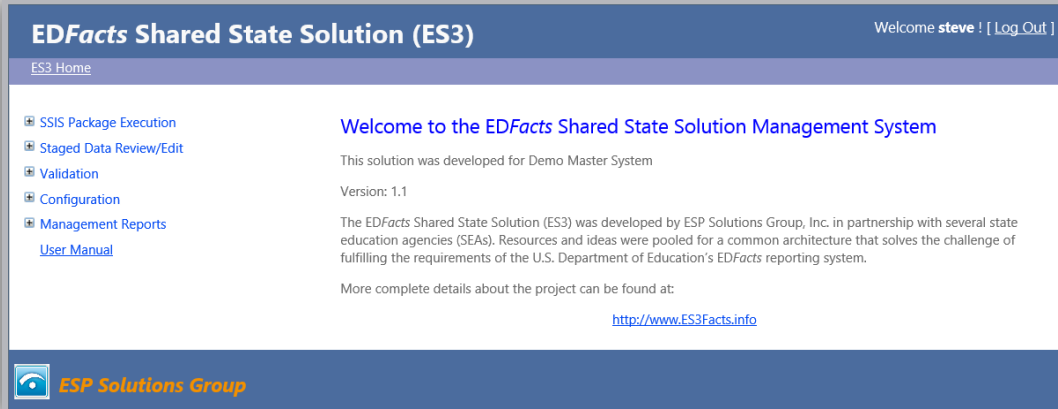 EDFacts Shared State Solution (ES3)
Welcome steve ! [ Log Out ]
ES3 Home
SSIS Package Execution
Staged Data Review/Edit
Validation
Configuration
Management Reports
User Manual
Welcome to the EDFacts Shared State Solution Management System
This solution was developed for Demo Master System
Version: 1.1
The EDFacts Shared State Solution (ES3) was developed by ESP Solutions Group, Inc. in partnership with several state
education agencies (SEAs). Resources and ideas were pooled for a common architecture that solves the challenge of
fulfilling the requirements of the U.S. Department of Education's EDFacts reporting system.
More complete details about the project can be found at:
http://www.ES3Facts.info
ESP Solutions Group